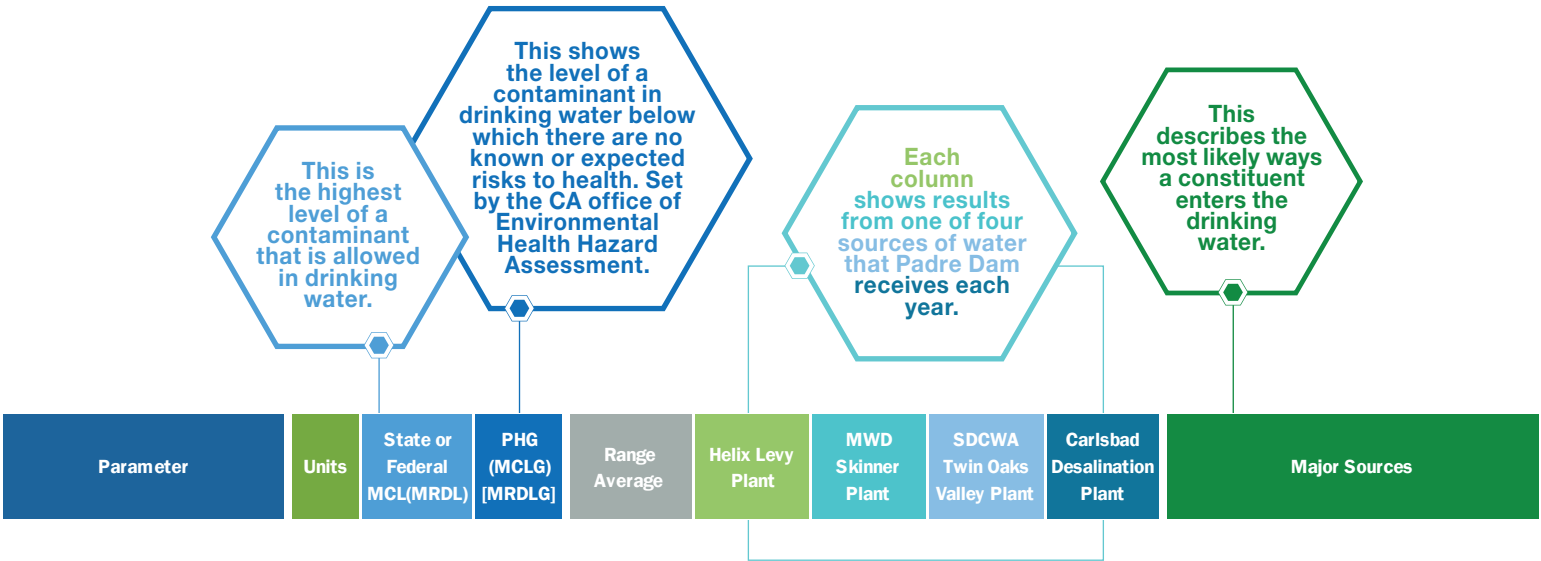 This is
the highest
level of a
contaminant
that is allowed
in drinking
water.
This shows
the level of a
contaminant in
drinking water below
which there are no
known or expected
risks to health. Set
by the CA office of
Environmental
Health Hazard
Assessment.
Each
column
shows results
from one of four
sources of water
that Padre Dam
receives each
year.
This
describes the
most likely ways
a constituent
enters the
drinking
water.
Parameter
Units
State or
Federal
MCL(MRDL)
PHG
(MCLG)
[MRDLG]
Range
Average
Helix Levy
Plant
MWD
Skinner
Plant
SDCWA
Twin Oaks
Valley Plant
Carlsbad
Desalination
Plant
Major Sources